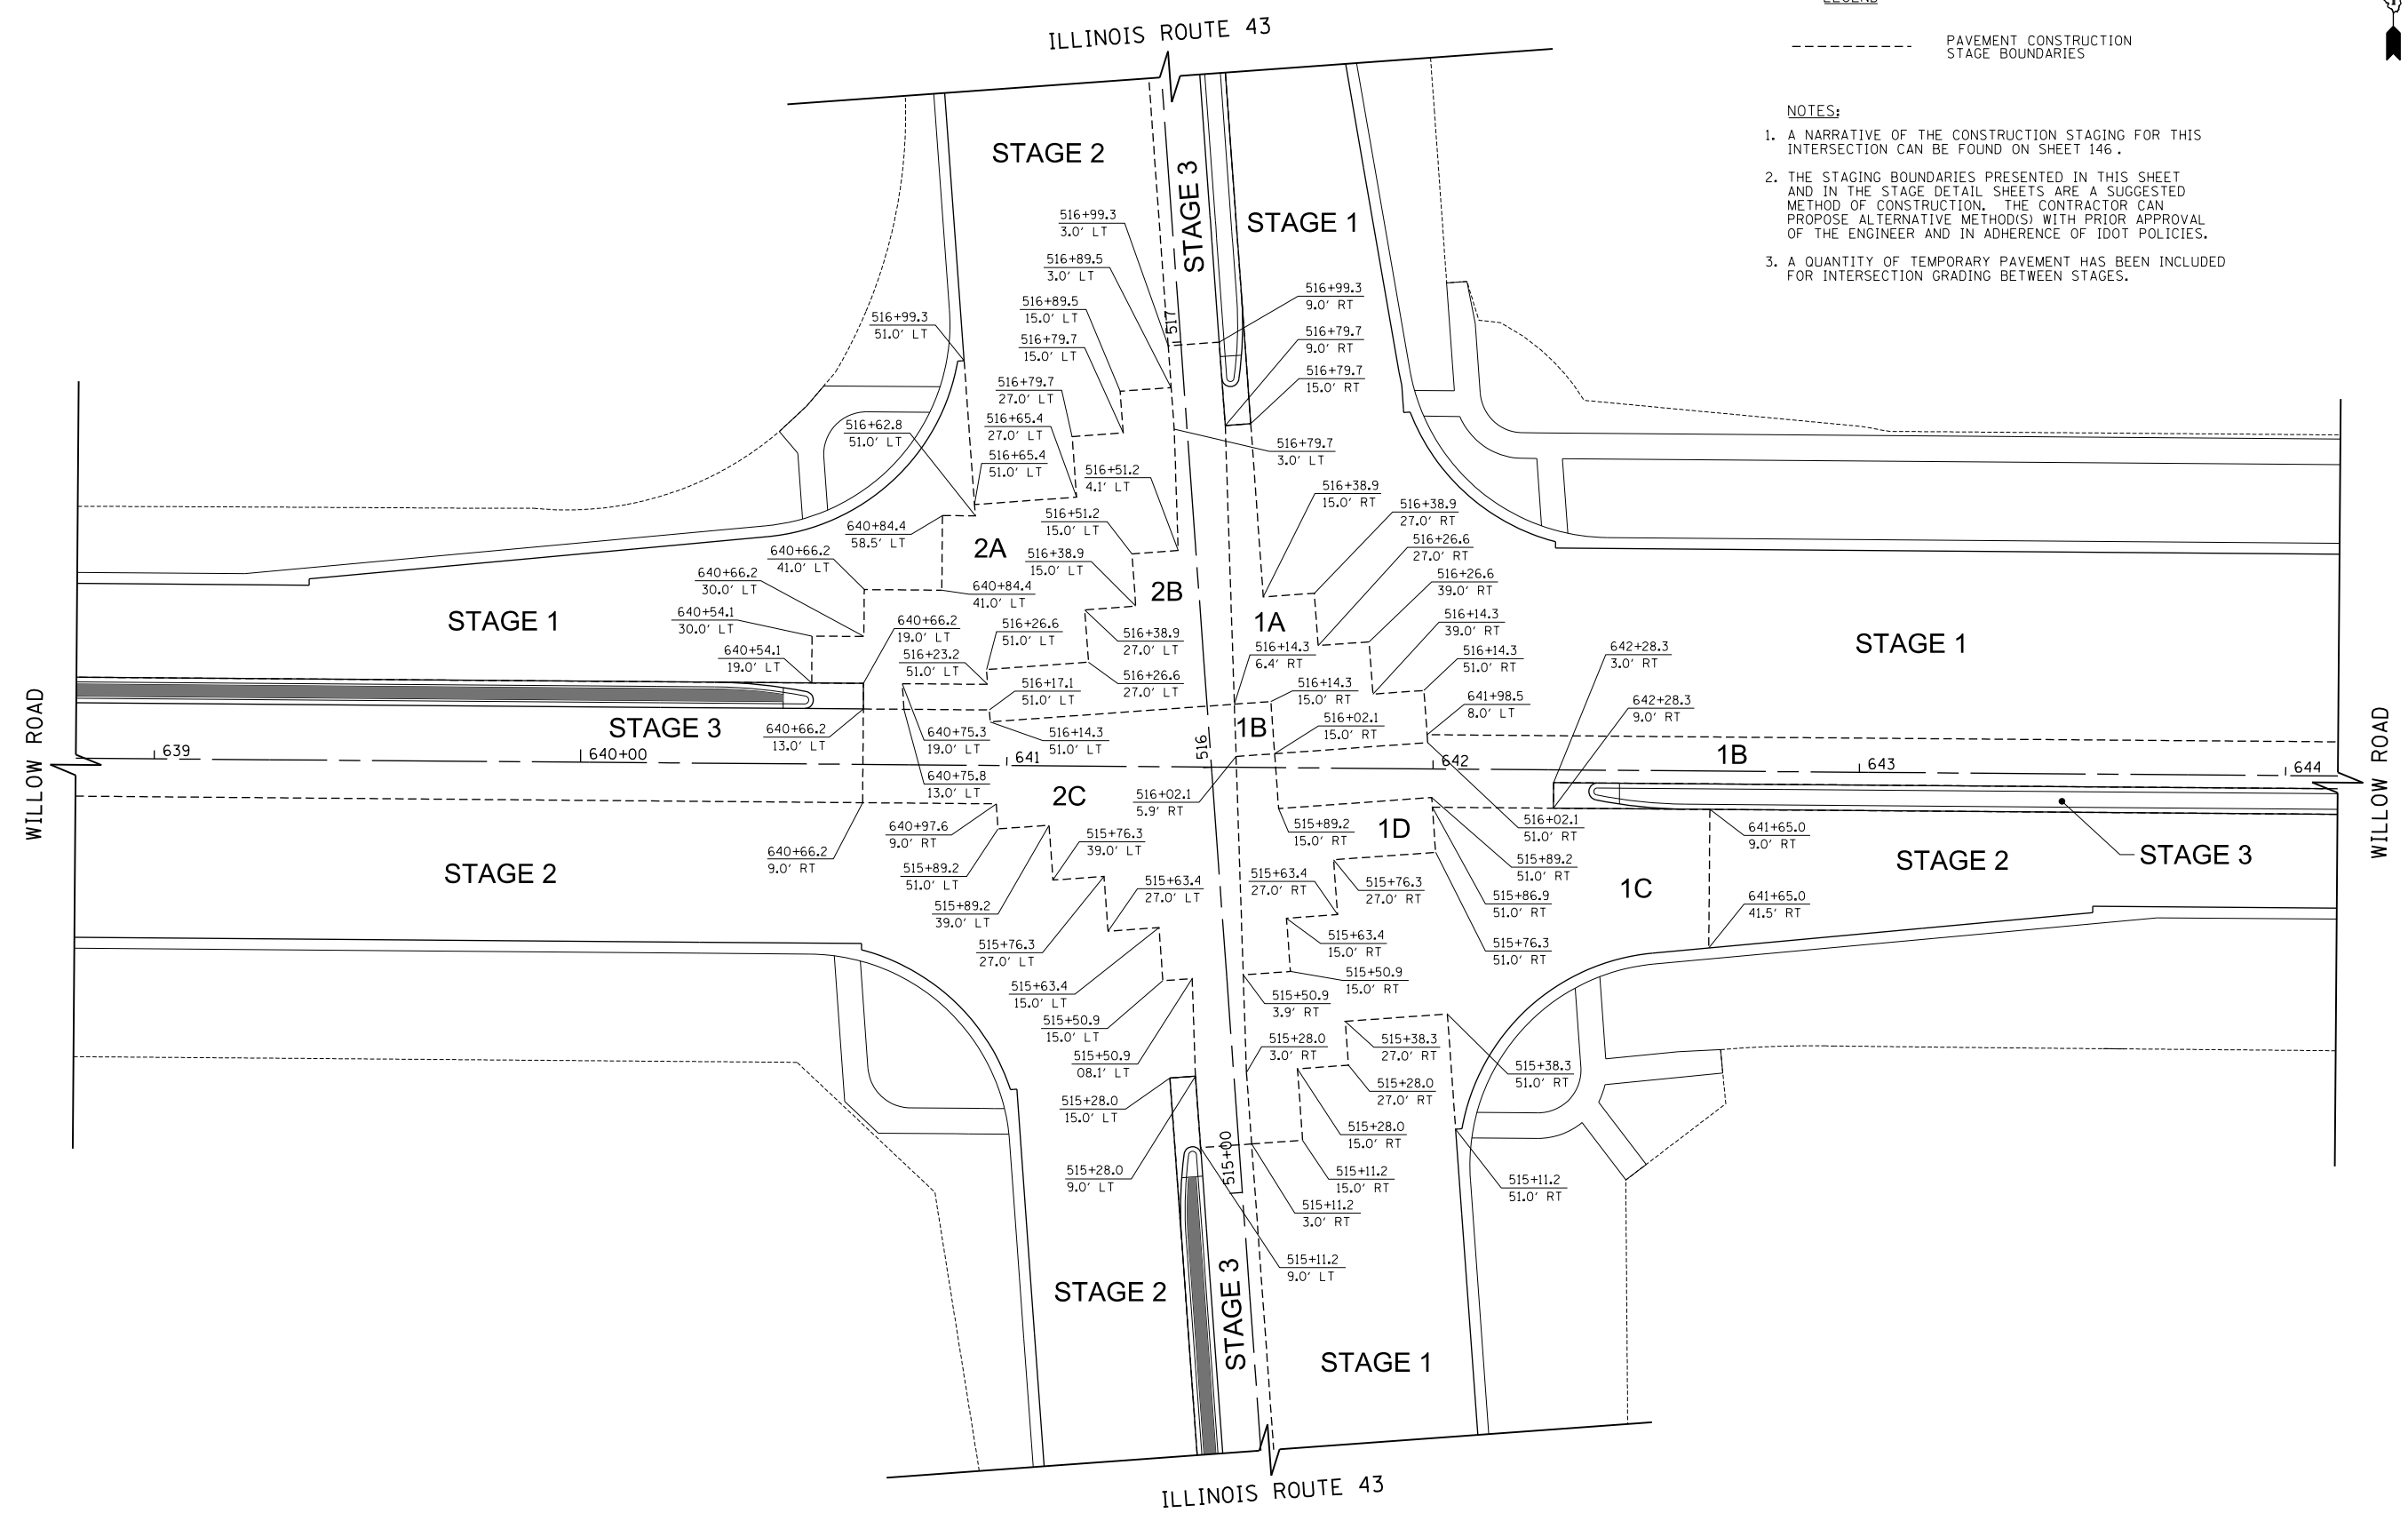 LEGEND
PAVEMENT CONSTRUCTION
STAGE BOUNDARIES
NOTES:
1. A NARRATIVE OF THE CONSTRUCTION STAGING FOR THIS
INTERSECTION CAN BE FOUND ON SHEET 146 .
2. THE STAGING BOUNDARIES PRESENTED IN THIS SHEET
AND IN THE STAGE DETAIL SHEETS ARE A SUGGESTED
METHOD OF CONSTRUCTION. THE CONTRACTOR CAN
PROPOSE ALTERNATIVE METHOD(S) WITH PRIOR APPROVAL
OF THE ENGINEER AND IN ADHERENCE OF IDOT POLICIES.
3. A QUANTITY OF TEMPORARY PAVEMENT HAS BEEN INCLUDED
FOR INTERSECTION GRADING BETWEEN STAGES.
ILLINOIS ROUTE 43
STAGE 2
STAGE 3
STAGE 1
516+99.3
3.0' LT
516+89.5
3.0' LT
516+89.5
15.0' LT
516+99.3
51.0' LT
516+79.7
15.0' LT
516+79.7
27.0' LT
516+65.4
27.0' LT
516+62.8
51.0' LT
516+65.4
51.0' LT
516+51.2
4.1' LT
516+51.2
15.0' LT
640+84.4
58.5' LT
2A
516+38.9
15.0' LT
640+66.2
41.0' LT
640+66.2
30.0' LT
640+84.4
41.0' LT
2B
517
516+99.3
9.0' RT
516+79.7
9.0' RT
516+79.7
15.0' RT
516+79.7
3.0' LT
516+38.9
15.0' RT
516+38.9
27.0' RT
516+26.6
27.0' RT
516+26.6
39.0' RT
1A
516+14.3
39.0' RT
516+14.3
6.4' RT
516+14.3
51.0' RT
516+14.3
15.0' RT
641+98.5
8.0' LT
516+02.1
15.0' RT
642+28.3
3.0' RT
642+28.3
9.0' RT
STAGE 1
STAGE 1
640+54.1
30.0' LT
640+66.2
19.0' LT
516+26.6
51.0' LT
516+38.9
27.0' LT
640+54.1
19.0' LT
516+23.2
51.0' LT
516+26.6
27.0' LT
516+17.1
51.0' LT
STAGE 3
640+66.2
13.0' LT
640+75.3
19.0' LT
516+14.3
51.0' LT
1B
516
1B
WILLOW ROAD
639
640+00
641
642
643
644
WILLOW ROAD
640+75.8
13.0' LT
2C
516+02.1
5.9' RT
640+97.6
9.0' RT
640+66.2
9.0' RT
515+76.3
39.0' LT
515+89.2
51.0' LT
515+89.2
39.0' LT
515+63.4
27.0' LT
515+76.3
27.0' LT
515+63.4
15.0' LT
515+50.9
15.0' LT
515+50.9
08.1' LT
515+28.0
15.0' LT
515+28.0
9.0' LT
STAGE 2
515+89.2
15.0' RT
1D
516+02.1
51.0' RT
641+65.0
9.0' RT
515+89.2
51.0' RT
515+63.4
27.0' RT
515+76.3
27.0' RT
515+86.9
51.0' RT
1C
641+65.0
41.5' RT
STAGE 2
STAGE 3
515+63.4
15.0' RT
515+76.3
51.0' RT
515+50.9
15.0' RT
515+50.9
3.9' RT
515+28.0
3.0' RT
515+38.3
27.0' RT
515+38.3
51.0' RT
515+28.0
27.0' RT
515+28.0
15.0' RT
515+00
515+11.2
15.0' RT
515+11.2
51.0' RT
515+11.2
3.0' RT
515+11.2
9.0' LT
STAGE 2
STAGE 3
STAGE 1
ILLINOIS ROUTE 43